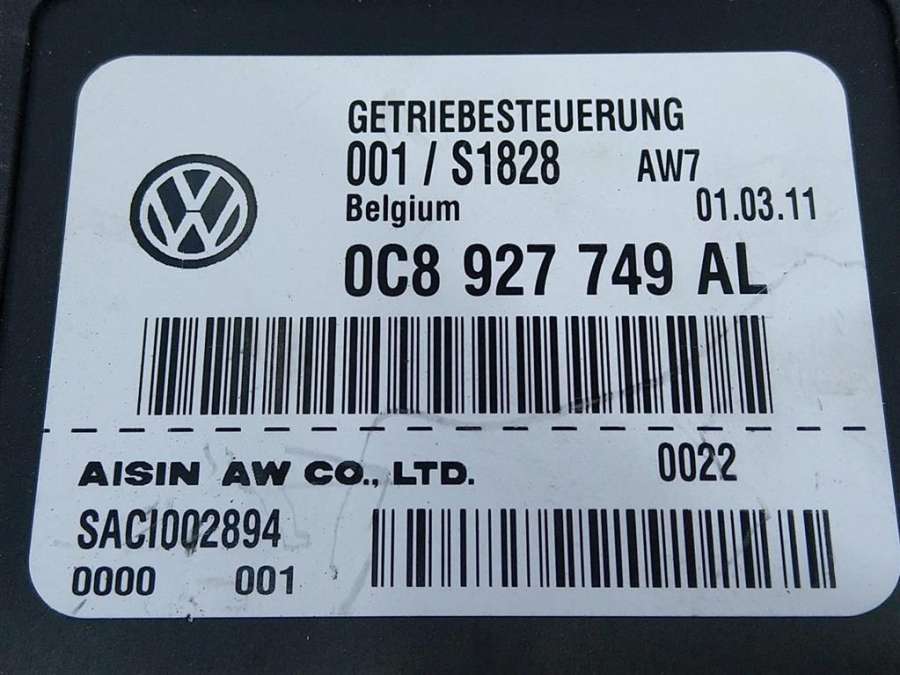 GETRIEBESTEUERUNG
001 / S1828 AW7
Belgium 01.03.11
0C8 927 749 AL
AISIN AW CO., LTD. 0022
SACI002894
0000 001